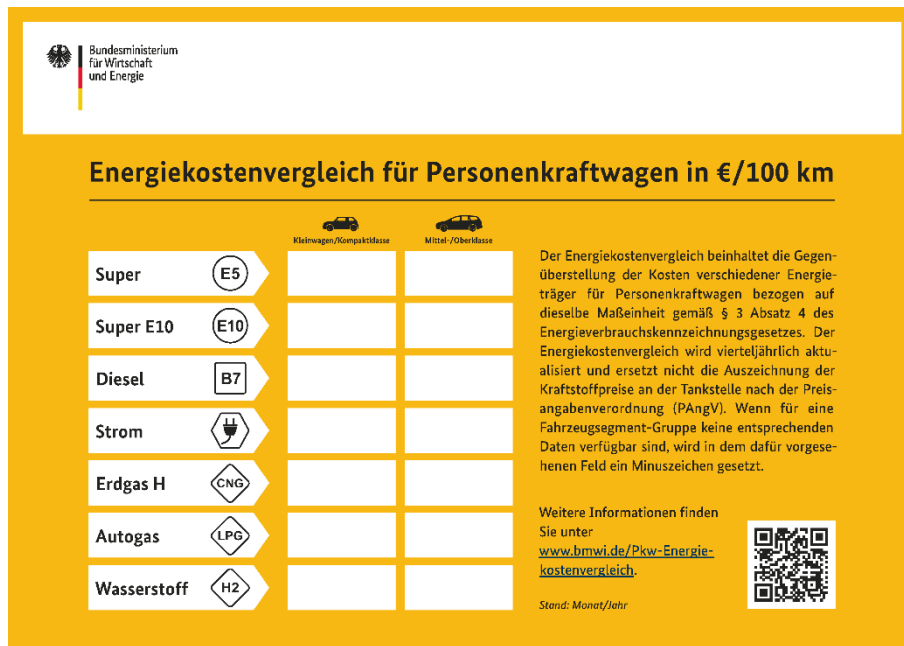 Bundesministerium
für Wirtschaft
und Energie
Energiekostenvergleich für Personenkraftwagen in €/100 km
Kleinwagen/Kompaktklasse
Mittel-/Oberklasse
Super E5
Super E10 E10
Diesel B7
Strom
Erdgas H CNG
Autogas LPG
Wasserstoff H2
Der Energiekostenvergleich beinhaltet die Gegen-
überstellung der Kosten verschiedener Energie-
träger für Personenkraftwagen bezogen auf
dieselbe Maßeinheit gemäß § 3 Absatz 4 des
Energieverbrauchskennzeichnungsgesetzes. Der
Energiekostenvergleich wird vierteljährlich aktu-
alisiert und ersetzt nicht die Auszeichnung der
Kraftstoffpreise an der Tankstelle nach der Preis-
angabenverordnung (PAngV). Wenn für eine
Fahrzeugsegment-Gruppe keine entsprechenden
Daten verfügbar sind, wird in dem dafür vorgese-
henen Feld ein Minuszeichen gesetzt.
Weitere Informationen finden
Sie unter
www.bmwi.de/Pkw-Energie-
kostenvergleich.
Stand: Monat/Jahr